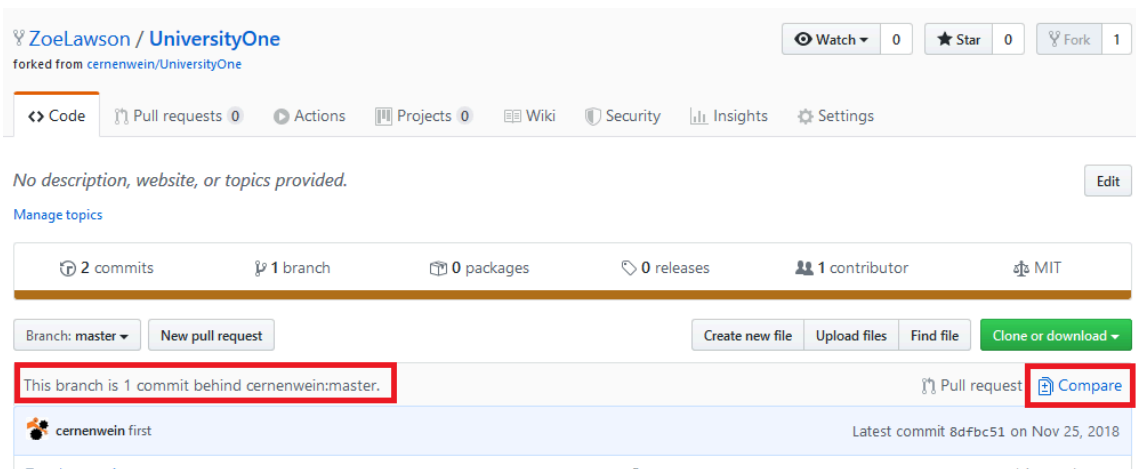 ZoeLawson / UniversityOne
Watch 0 Star 0 Fork 1
forked from cernenwein/UniversityOne
<> Code Pull requests 0 Actions Projects 0 Wiki Security Insights Settings
No description, website, or topics provided. Edit
Manage topics
2 commits 1 branch 0 packages 0 releases 1 contributor MIT
Branch: master New pull request Create new file Upload files Find file Clone or download
This branch is 1 commit behind cernenwein:master. Pull request Compare
cernenwein first Latest commit 8dfbc51 on Nov 25, 2018